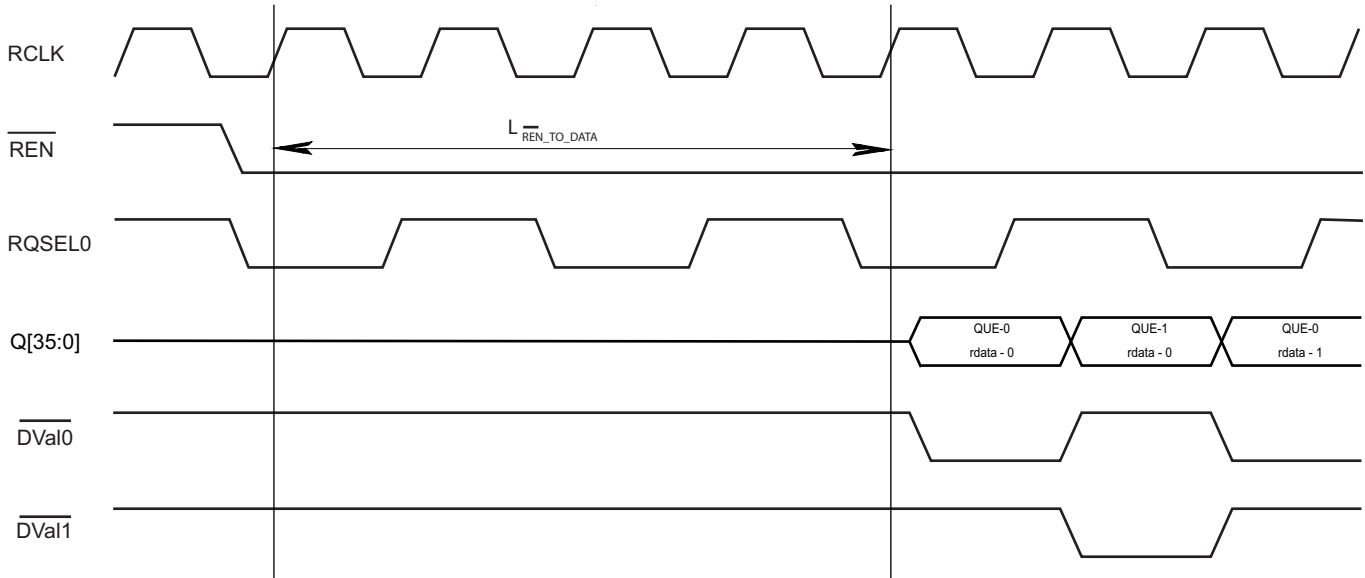 RCLK
REN
L REN_TO_DATA
RQSEL0
Q[35:0]
QUE-0
rdata - 0
QUE-1
rdata - 0
QUE-0
rdata - 1
DVal0
DVal1